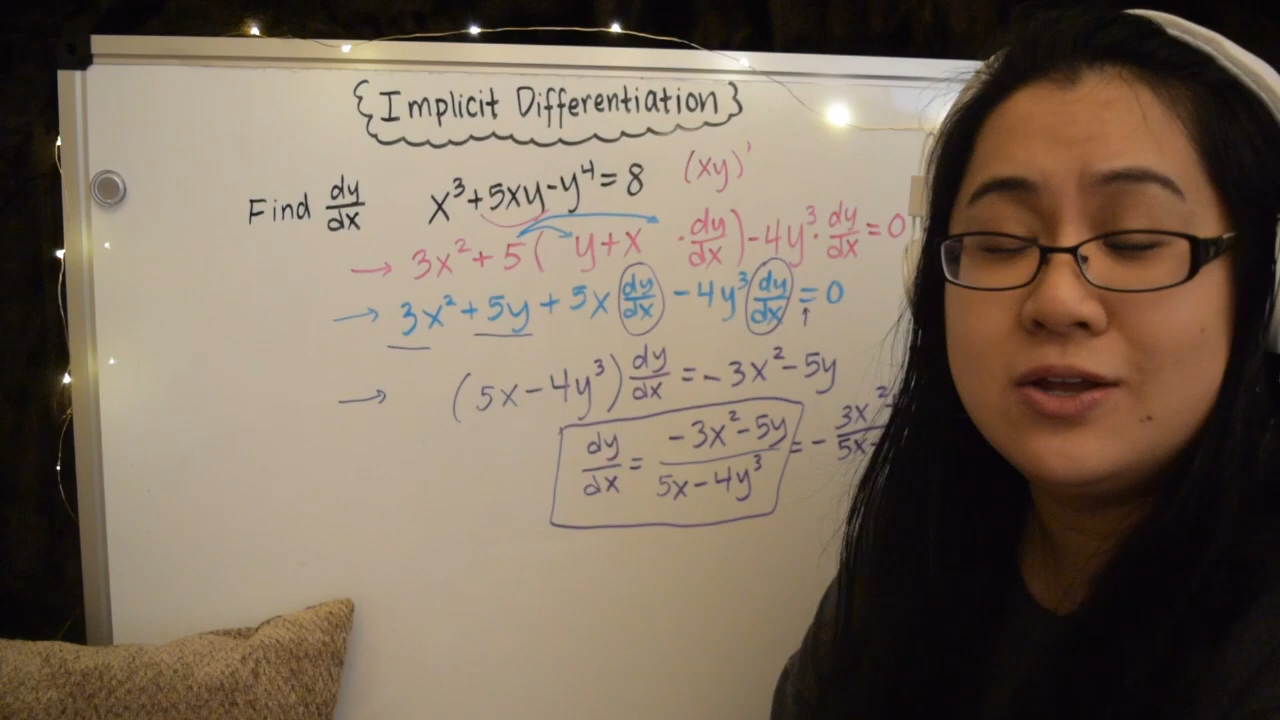 {Implicit Differentiation}
Find dy/dx x³+5xy-y⁴=8 (xy)'
→ 3x²+5( y+x ·dy/dx)-4y³·dy/dx=0
→ 3x²+5y+5x dy/dx -4y³ dy/dx =0
↑
→ (5x-4y³) dy/dx =-3x²-5y
dy/dx = -3x²-5y/5x-4y³ = - 3x²/5x-